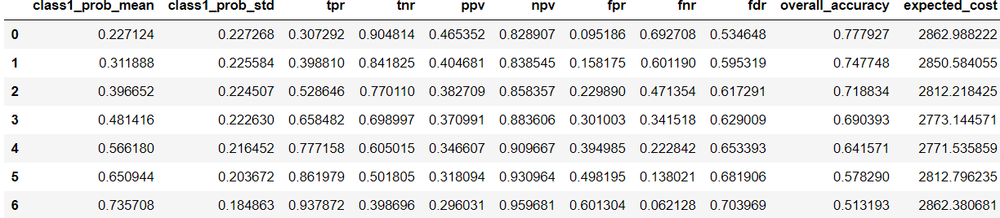 class1_prob_mean class1_prob_std tpr tnr ppv npv fpr fnr fdr overall_accuracy expected_cost
0 0.227124 0.227268 0.307292 0.904814 0.465352 0.828907 0.095186 0.692708 0.534648 0.777927 2862.988222
1 0.311888 0.225584 0.398810 0.841825 0.404681 0.838545 0.158175 0.601190 0.595319 0.747748 2850.584055
2 0.396652 0.224507 0.528646 0.770110 0.382709 0.858357 0.229890 0.471354 0.617291 0.718834 2812.218425
3 0.481416 0.222630 0.658482 0.698997 0.370991 0.883606 0.301003 0.341518 0.629009 0.690393 2773.144571
4 0.566180 0.216452 0.777158 0.605015 0.346607 0.909667 0.394985 0.222842 0.653393 0.641571 2771.535859
5 0.650944 0.203672 0.861979 0.501805 0.318094 0.930964 0.498195 0.138021 0.681906 0.578290 2812.796235
6 0.735708 0.184863 0.937872 0.398696 0.296031 0.959681 0.601304 0.062128 0.703969 0.513193 2862.380681